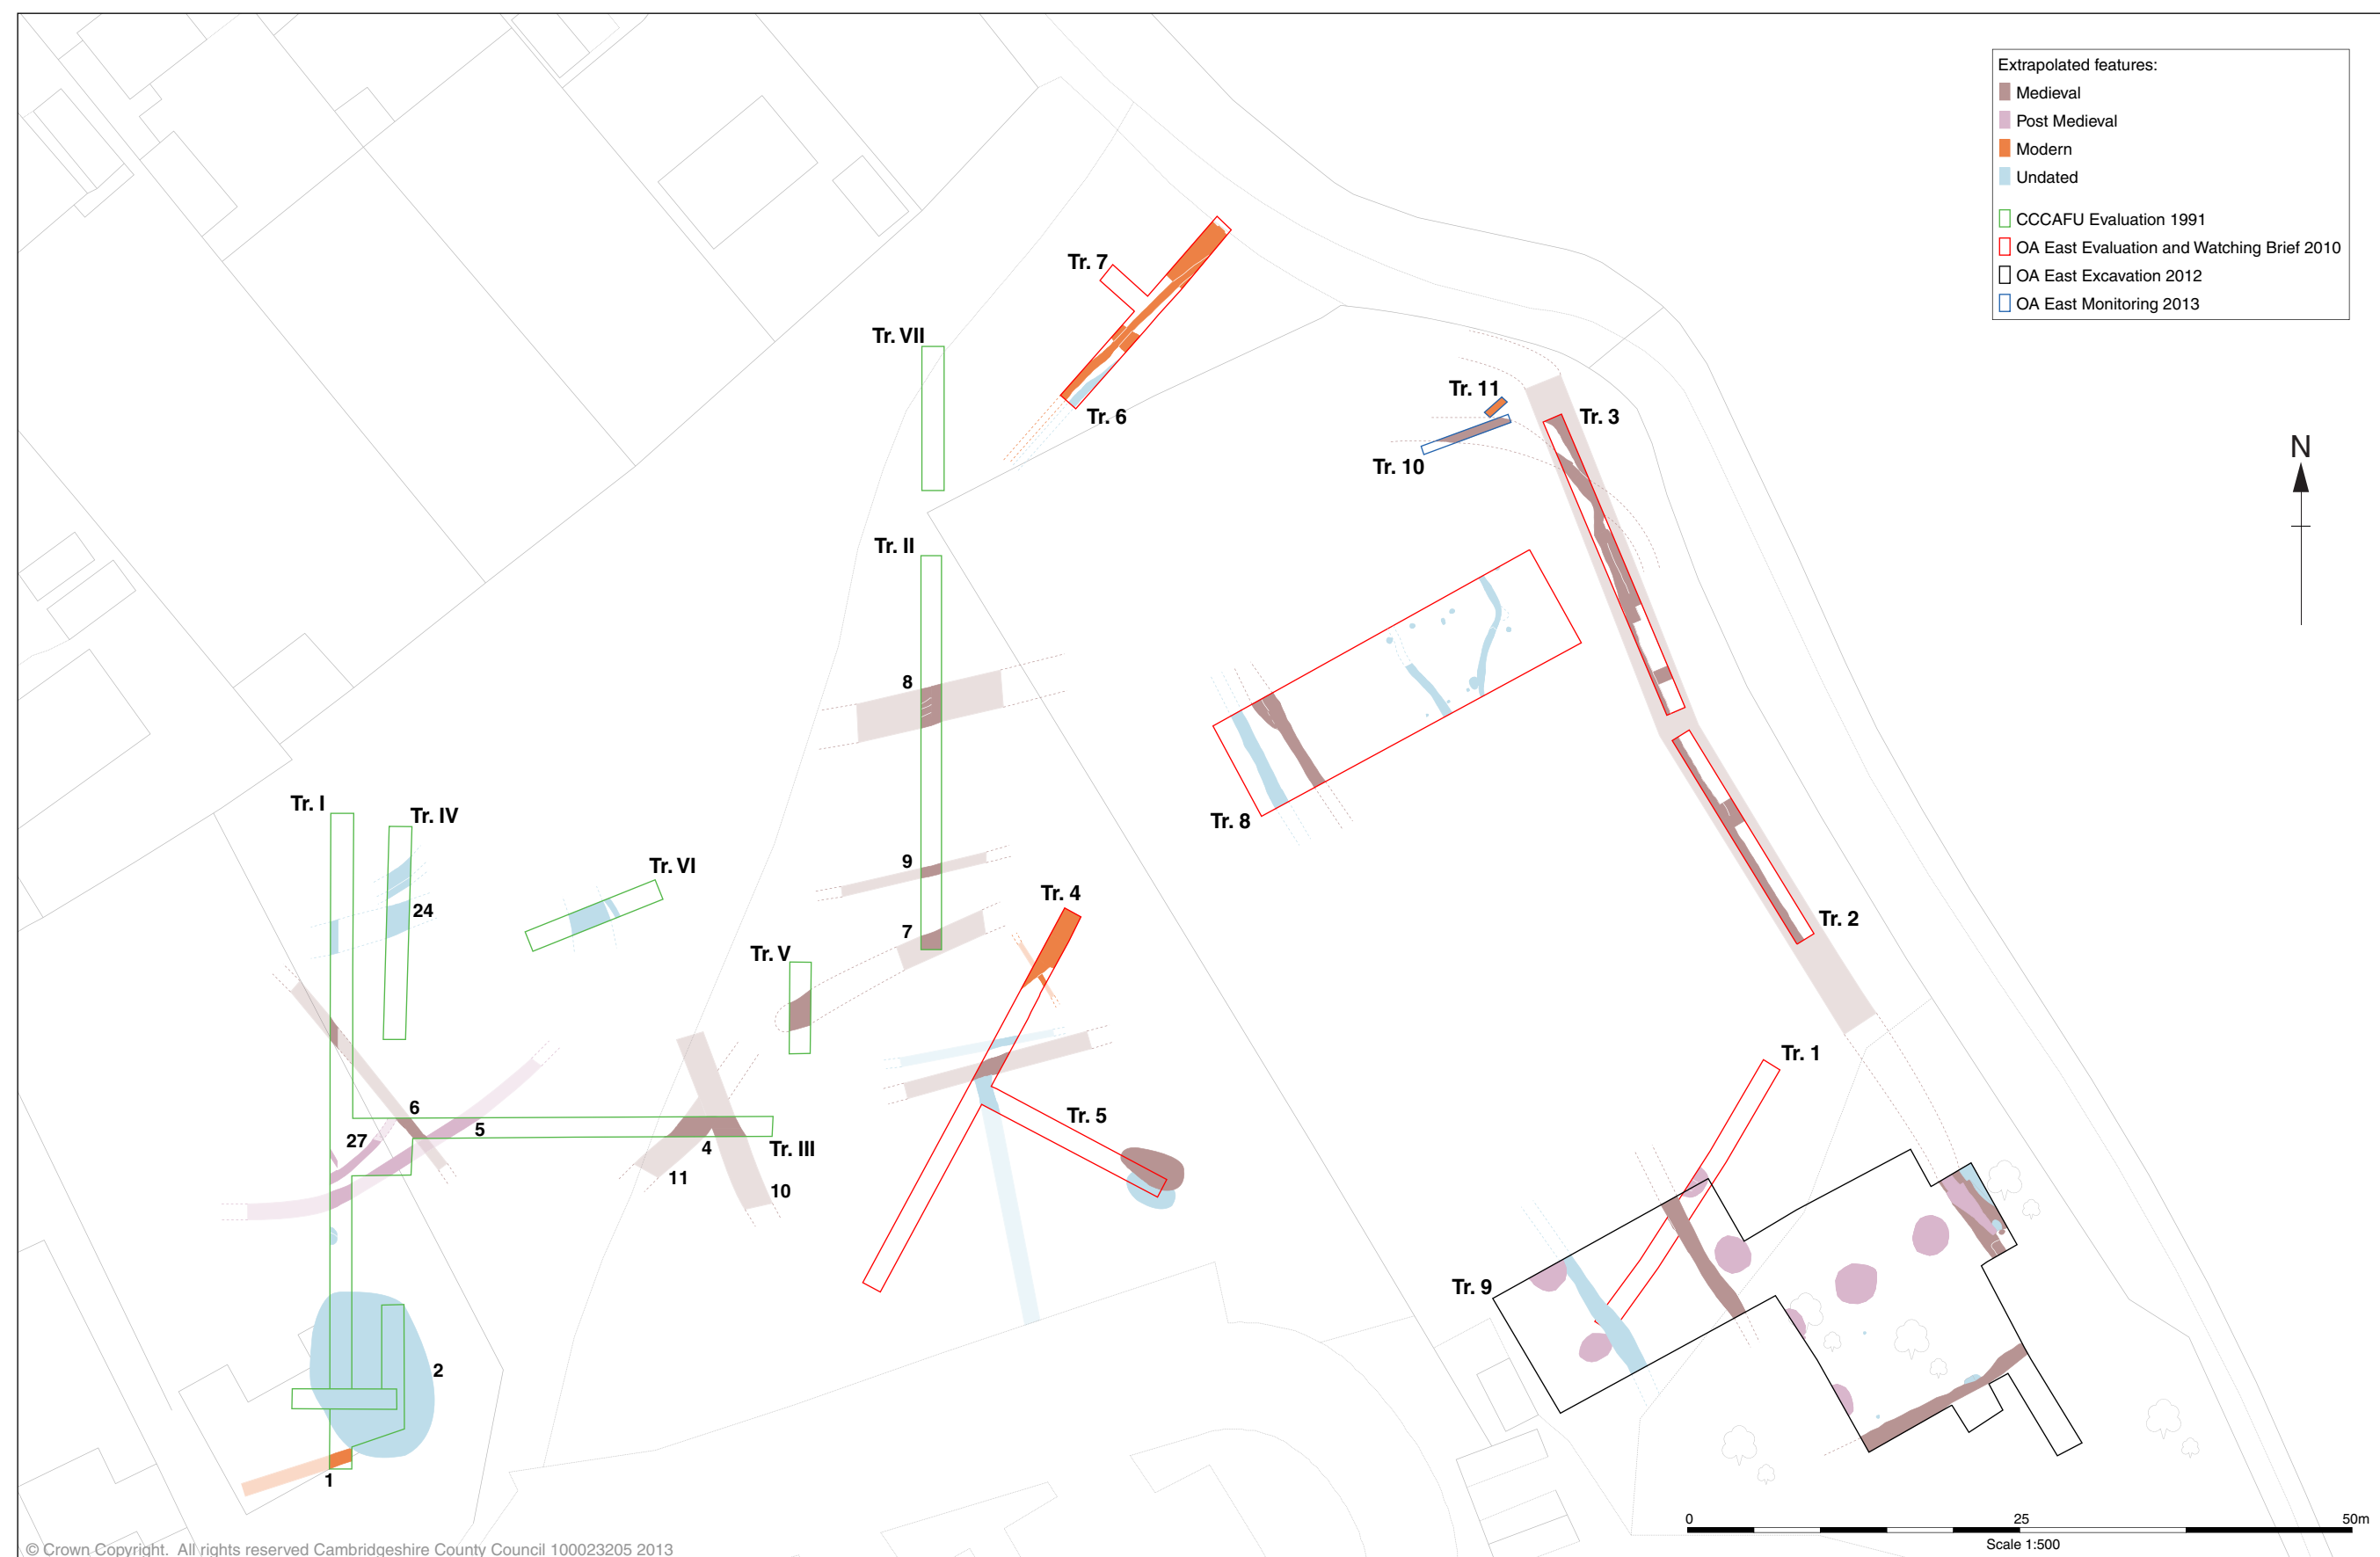 Extrapolated features:
Medieval
Post Medieval
Modern
Undated
CCCAFU Evaluation 1991
OA East Evaluation and Watching Brief 2010
OA East Excavation 2012
OA East Monitoring 2013
N
Tr. 7
Tr. VII
Tr. 6
Tr. 11
Tr. 3
Tr. 10
Tr. II
8
Tr. I
Tr. IV
Tr. 8
Tr. VI
9
Tr. 4
24
7
Tr. 2
Tr. V
Tr. 1
6
Tr. 5
5
27
4
Tr. III
11
10
Tr. 9
2
1
0 25 50m
Scale 1:500
© Crown Copyright. All rights reserved Cambridgeshire County Council 100023205 2013